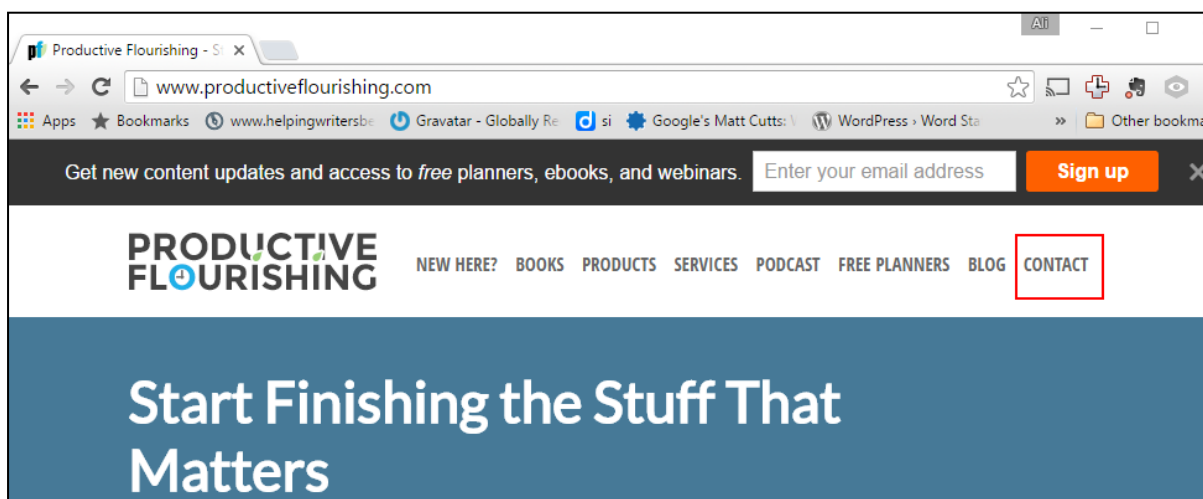 Ali
pf Productive Flourishing - S
www.productiveflourishing.com
Apps Bookmarks www.helpingwritersbe Gravatar - Globally Re si Google's Matt Cutts: WordPress › Word Sta » Other bookma
Get new content updates and access to free planners, ebooks, and webinars. Enter your email address Sign up
PRODUCTIVE
FLOURISHING
NEW HERE? BOOKS PRODUCTS SERVICES PODCAST FREE PLANNERS BLOG CONTACT
Start Finishing the Stuff That
Matters